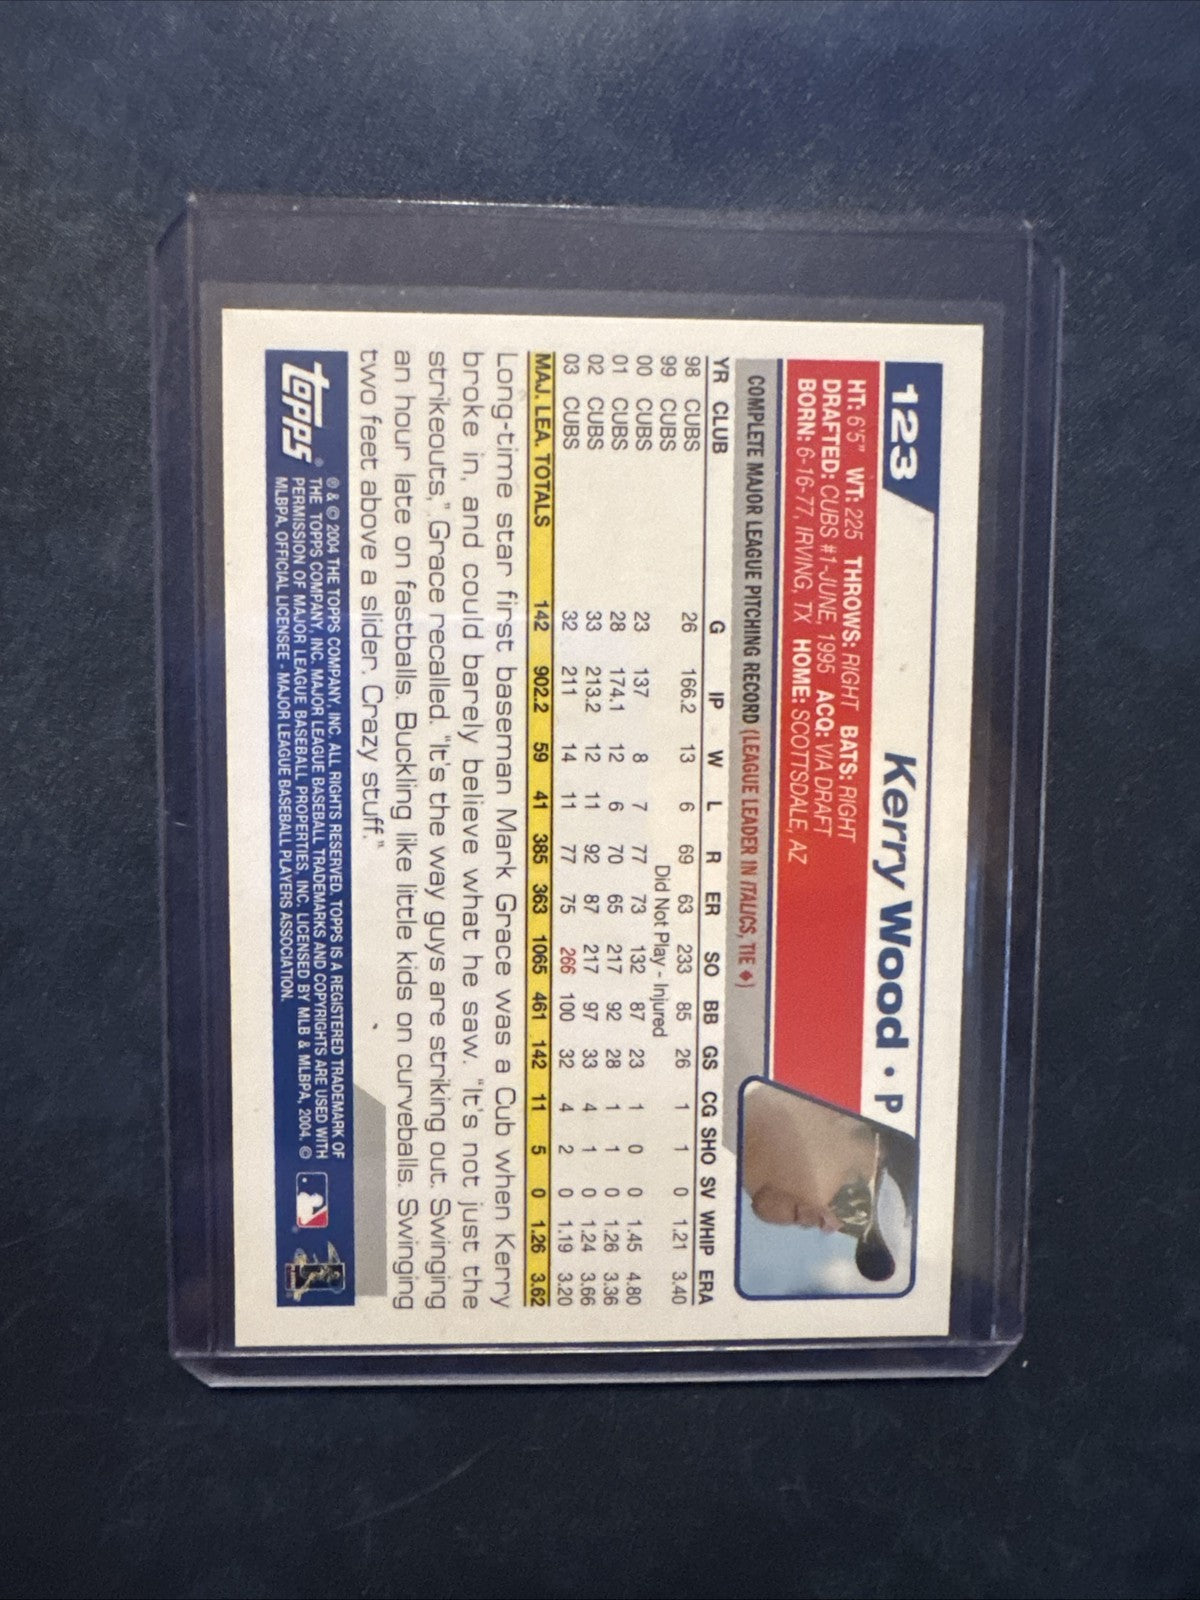 123
Kerry Wood • P
HT: 6'5" WT: 225 THROWS: RIGHT BATS: RIGHT
DRAFTED: CUBS #1-JUNE, 1995 ACQ: VIA DRAFT
BORN: 6-16-77, IRVING, TX HOME: SCOTTSDALE, AZ
COMPLETE MAJOR LEAGUE PITCHING RECORD (LEAGUE LEADER IN ITALICS, TIE ♦)
YR CLUB G IP W L R ER SO BB GS CG SHO SV WHIP ERA
98 CUBS 26 166.2 13 6 69 63 233 85 26 1 1 0 1.21 3.40
99 CUBS Did Not Play - Injured
00 CUBS 23 137 8 7 77 73 132 87 23 1 0 0 1.45 4.80
01 CUBS 28 174.1 12 6 70 65 217 92 28 1 1 0 1.26 3.36
02 CUBS 33 213.2 12 11 92 87 217 97 33 4 1 0 1.24 3.66
03 CUBS 32 211 14 11 77 75 266 100 32 4 2 0 1.19 3.20
MAJ. LEA. TOTALS 142 902.2 59 41 385 363 1065 461 142 11 5 0 1.26 3.62
Long-time star first baseman Mark Grace was a Cub when Kerry
broke in, and could barely believe what he saw. "It's not just the
strikeouts," Grace recalled. "It's the way guys are striking out. Swinging
an hour late on fastballs. Buckling like little kids on curveballs. Swinging
two feet above a slider. Crazy stuff."
topps®
® & © 2004 THE TOPPS COMPANY, INC. ALL RIGHTS RESERVED. TOPPS IS A REGISTERED TRADEMARK OF
THE TOPPS COMPANY, INC. MAJOR LEAGUE BASEBALL TRADEMARKS AND COPYRIGHTS ARE USED WITH
PERMISSION OF MAJOR LEAGUE BASEBALL PROPERTIES, INC. LICENSED BY MLB & MLBPA, 2004. ©
MLBPA, OFFICIAL LICENSEE - MAJOR LEAGUE BASEBALL PLAYERS ASSOCIATION.